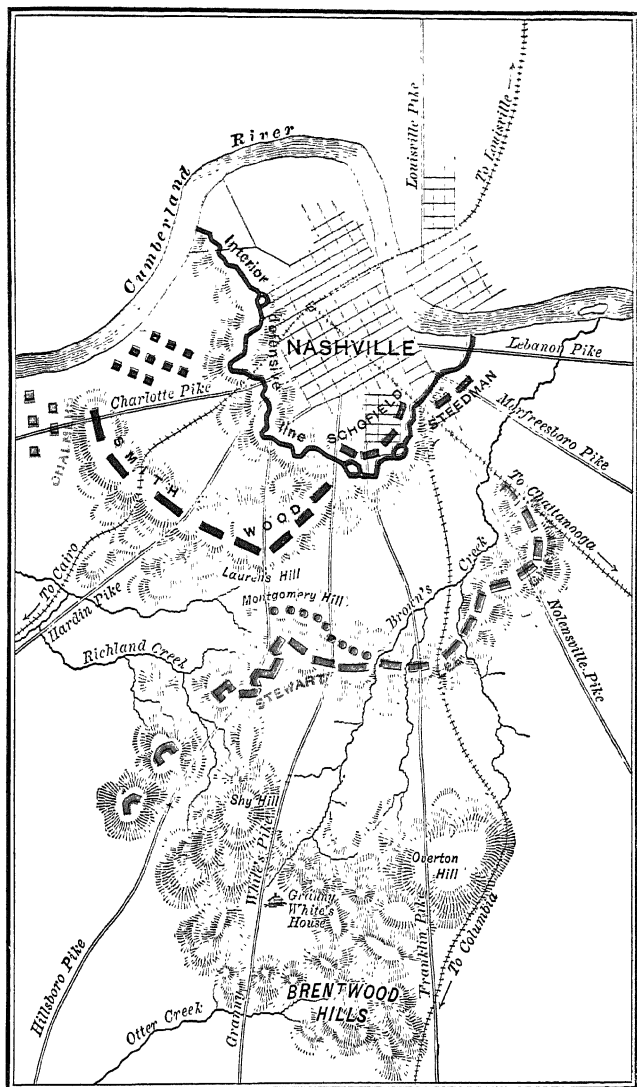 River
Cumberland
Louisville Pike
To Louisville
Interior
defensive
line
NASHVILLE
Lebanon Pike
Charlotte Pike
SCHOFIELD
STEEDMAN
Murfreesboro Pike
SMITH
WOOD
To Chattanooga
To Cairo
Hardin Pike
Laurens Hill
Montgomery Hill
Brown's
Creek
Nolensville Pike
Richland Creek
STEWART
Shy Hill
Overton
Hill
Granny
White's
House
Granny White's Pike
Franklin Pike
To Columbia
Hillsboro Pike
BRENTWOOD
HILLS
Otter Creek